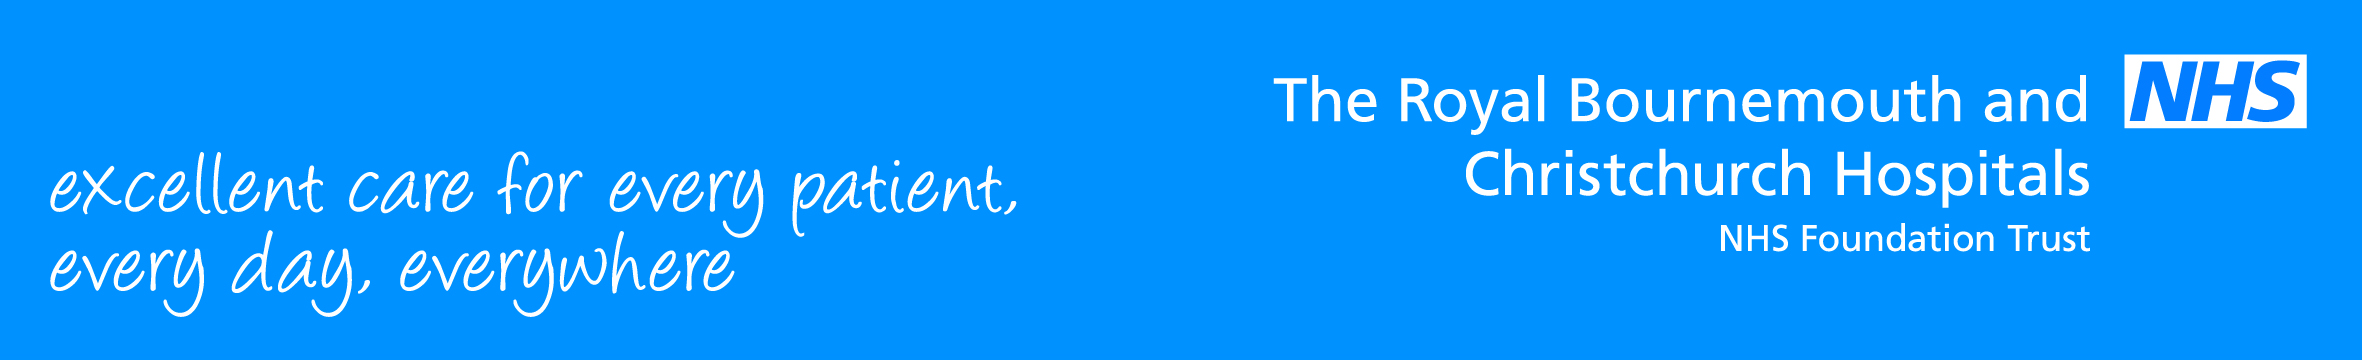 excellent care for every patient,
every day, everywhere
The Royal Bournemouth and
Christchurch Hospitals
NHS Foundation Trust
NHS